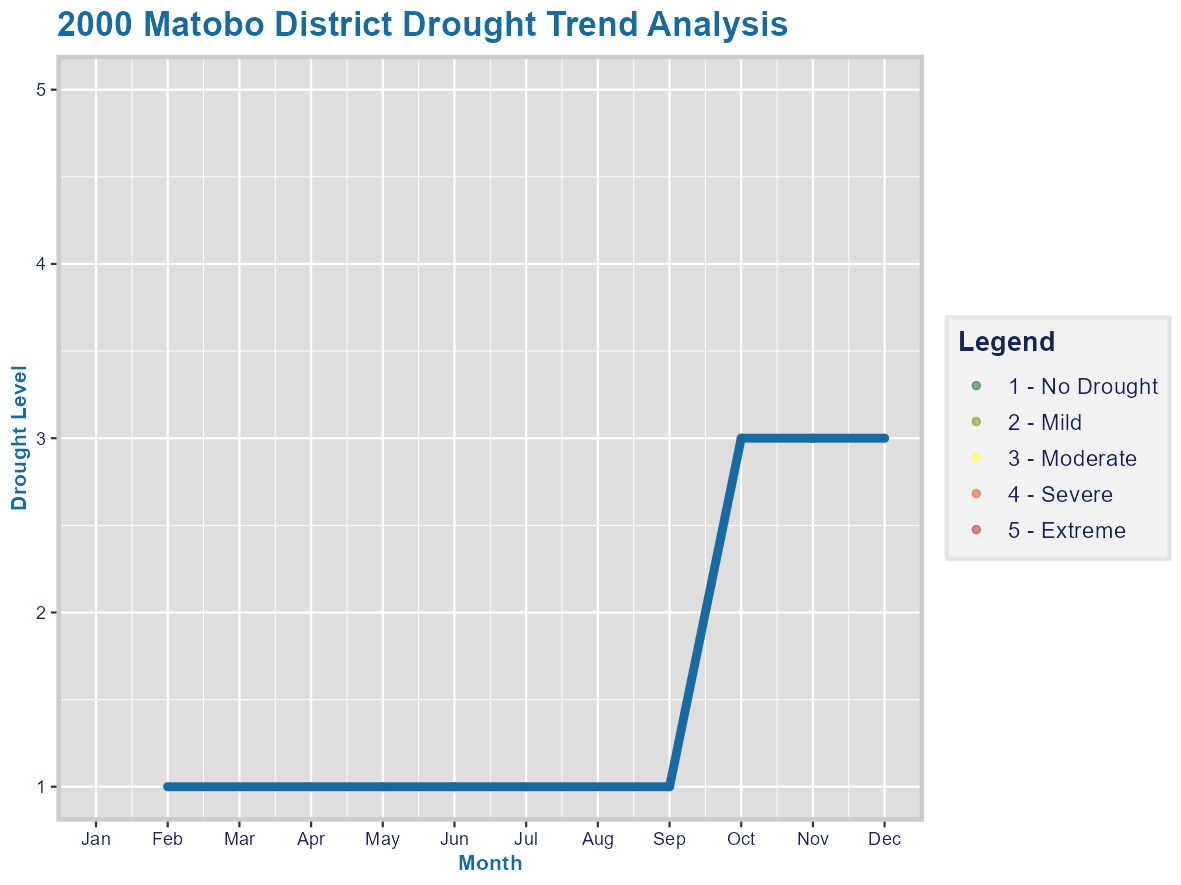 2000 Matobo District Drought Trend Analysis
5
4
3
2
1
Drought Level
Jan Feb Mar Apr May Jun Jul Aug Sep Oct Nov Dec
Month
Legend
1 - No Drought
2 - Mild
3 - Moderate
4 - Severe
5 - Extreme